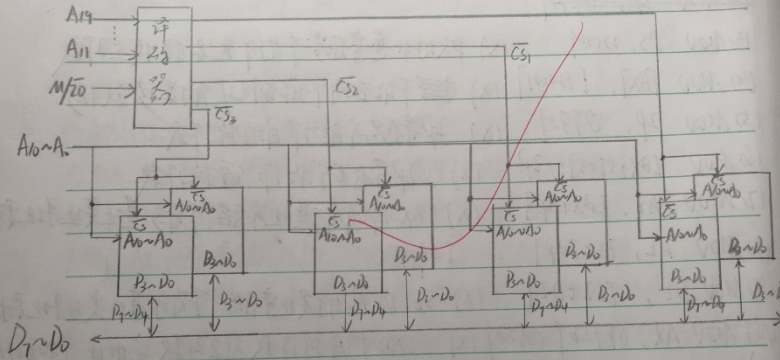 A19
A11
M/IO
译
码
器
CS1
CS2
CS3
A10~A0
CS
A10~A0
CS
A10~A0
D3~D0
D3~D0
D7~D4
D3~D0
CS
A10~A0
CS
A10~A0
D3~D0
D3~D0
D7~D4
D3~D0
CS
A10~A0
CS
A10~A0
D3~D0
D3~D0
D7~D4
D3~D0
CS
A10~A0
CS
A10~A0
D3~D0
D3~D0
D7~D4
D7~D0